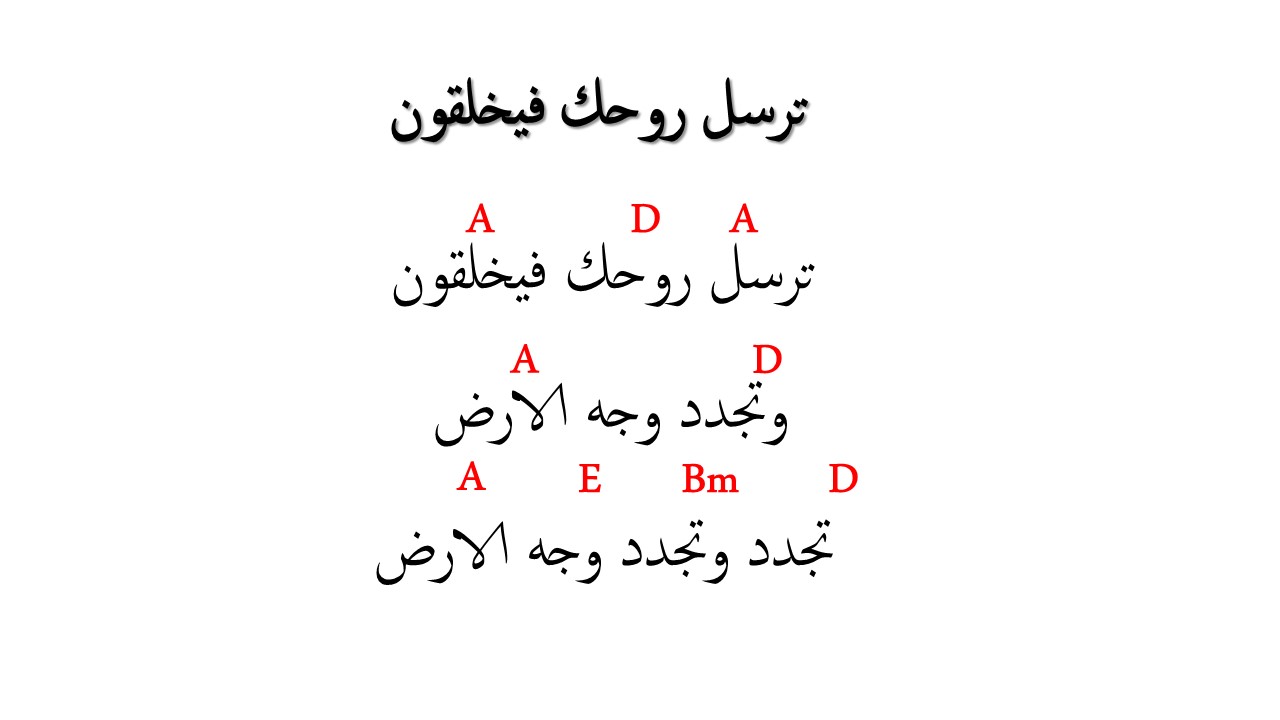 ترسل روحك فيخلقون
A D A
ترسل روحك فيخلقون
D A
وتجدد وجه الارض
D Bm E A
تجدد وتجدد وجه الارض